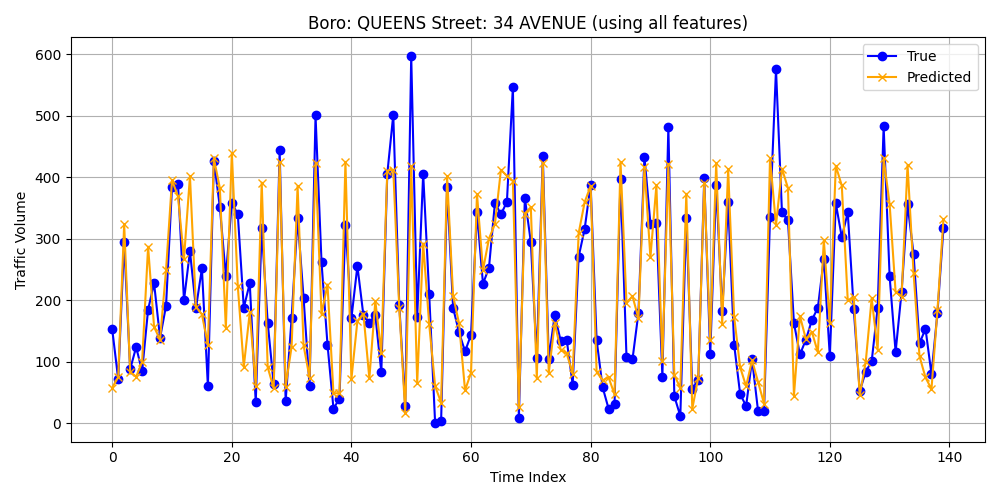 Boro: QUEENS Street: 34 AVENUE (using all features)
True
Predicted
Traffic Volume
600
500
400
300
200
100
0
0 20 40 60 80 100 120 140
Time Index